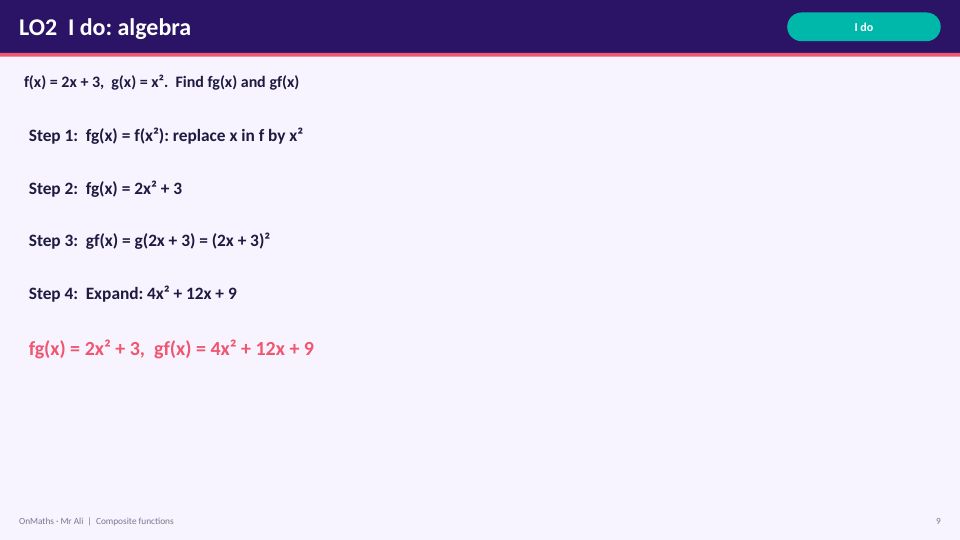 LO2  I do: algebra
I do
f(x) = 2x + 3,  g(x) = x².  Find fg(x) and gf(x)
Step 1:  fg(x) = f(x²): replace x in f by x²
Step 2:  fg(x) = 2x² + 3
Step 3:  gf(x) = g(2x + 3) = (2x + 3)²
Step 4:  Expand: 4x² + 12x + 9
fg(x) = 2x² + 3,  gf(x) = 4x² + 12x + 9
OnMaths - Mr Ali  |  Composite functions
9